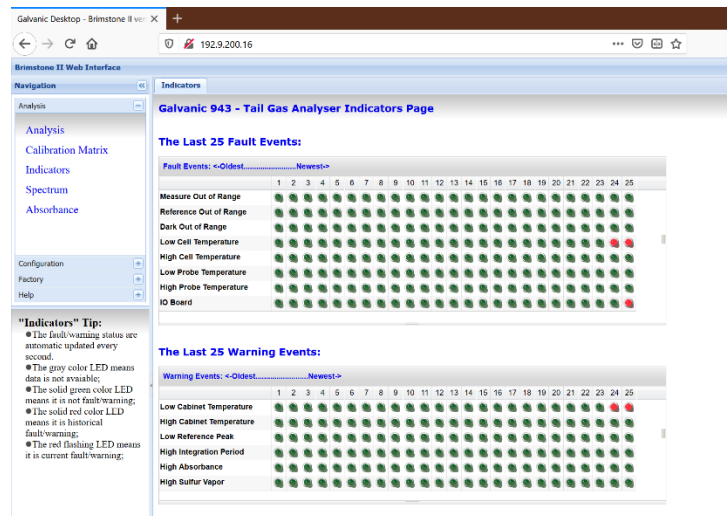 Galvanic Desktop - Brimstone II ver
192.9.200.16
Brimstone II Web Interface
Navigation
Analysis
Analysis
Calibration Matrix
Indicators
Spectrum
Absorbance
Configuration
Factory
Help
"Indicators" Tip:
The fault/warning status are
automatic updated every
second.
The gray color LED means
data is not avaiable;
The solid green color LED
means it is not fault/warning;
The solid red color LED
means it is historical
fault/warning;
The red flashing LED means
it is current fault/warning;
Indicators
Galvanic 943 - Tail Gas Analyser Indicators Page
The Last 25 Fault Events:
Fault Events: <-Oldest..........................Newest->
1 2 3 4 5 6 7 8 9 10 11 12 13 14 15 16 17 18 19 20 21 22 23 24 25
Measure Out of Range
Reference Out of Range
Dark Out of Range
Low Cell Temperature
High Cell Temperature
Low Probe Temperature
High Probe Temperature
IO Board
The Last 25 Warning Events:
Warning Events: <-Oldest..........................Newest->
1 2 3 4 5 6 7 8 9 10 11 12 13 14 15 16 17 18 19 20 21 22 23 24 25
Low Cabinet Temperature
High Cabinet Temperature
Low Reference Peak
High Integration Period
High Absorbance
High Sulfur Vapor